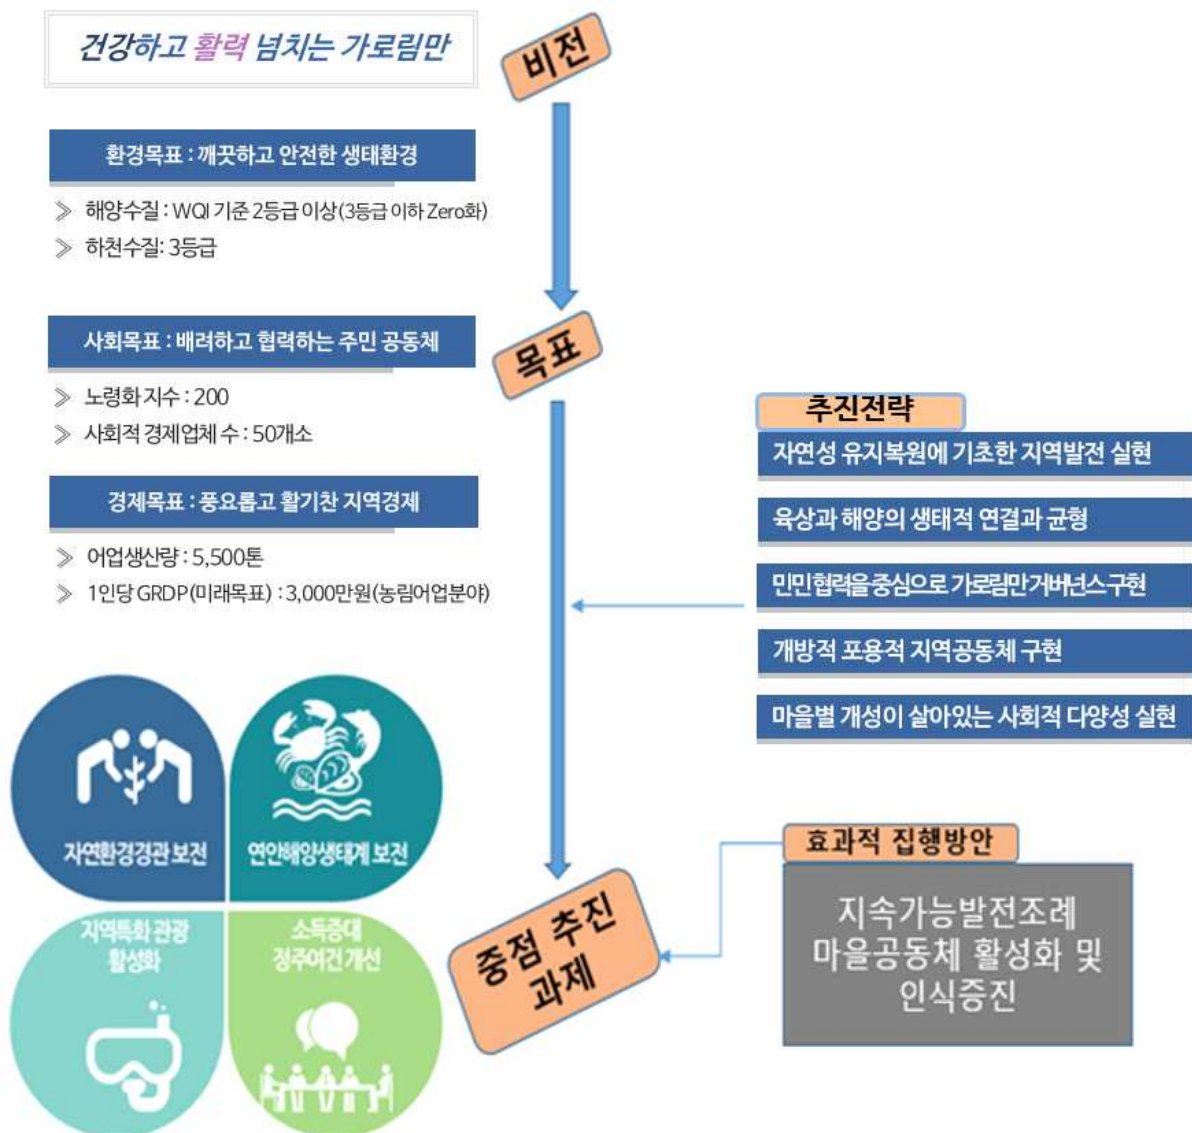 건강하고 활력 넘치는 가로림만
비전
환경목표 : 깨끗하고 안전한 생태환경
≫ 해양수질 : WQI 기준 2등급 이상(3등급 이하 Zero화)
≫ 하천수질: 3등급
목표
사회목표 : 배려하고 협력하는 주민 공동체
≫ 노령화 지수 : 200
≫ 사회적 경제업체 수 : 50개소
경제목표 : 풍요롭고 활기찬 지역경제
≫ 어업생산량 : 5,500톤
≫ 1인당 GRDP(미래목표) : 3,000만원(농림어업분야)
추진전략
자연성 유지복원에 기초한 지역발전 실현
육상과 해양의 생태적 연결과 균형
민민협력을 중심으로 가로림만 거버넌스 구현
개방적 포용적 지역공동체 구현
마을별 개성이 살아있는 사회적 다양성 실현
자연환경경관 보전
연안해양생태계 보전
지역특화 관광
활성화
소득증대
정주여건 개선
중점 추진
과제
효과적 집행방안
지속가능발전조례
마을공동체 활성화 및
인식증진